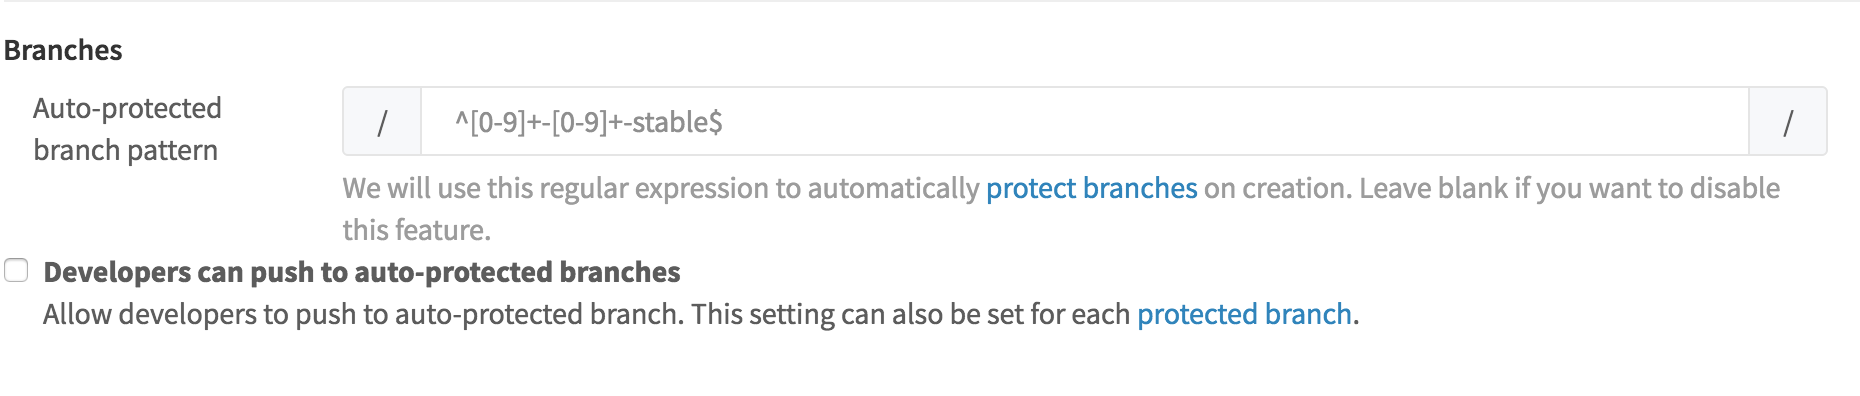 Branches
Auto-protected
branch pattern
/ ^[0-9]+-[0-9]+-stable$ /
We will use this regular expression to automatically protect branches on creation. Leave blank if you want to disable
this feature.
Developers can push to auto-protected branches
Allow developers to push to auto-protected branch. This setting can also be set for each protected branch.